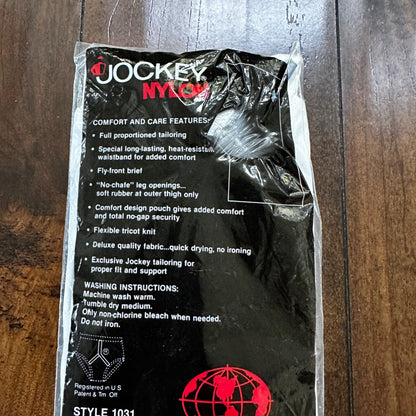 JOCKEY
NYLON
COMFORT AND CARE FEATURES:
• Full proportioned tailoring
• Special long-lasting, heat-resistant
waistband for added comfort
• Fly-front brief
• "No-chafe" leg openings...
soft rubber at outer thigh only
• Comfort design pouch gives added comfort
and total no-gap security
• Flexible tricot knit
• Deluxe quality fabric...quick drying, no ironing
• Exclusive Jockey tailoring for
proper fit and support
WASHING INSTRUCTIONS:
Machine wash warm.
Tumble dry medium.
Only non-chlorine bleach when needed.
Do not iron.
Registered in U S
Patent & Tm Off
STYLE 1031